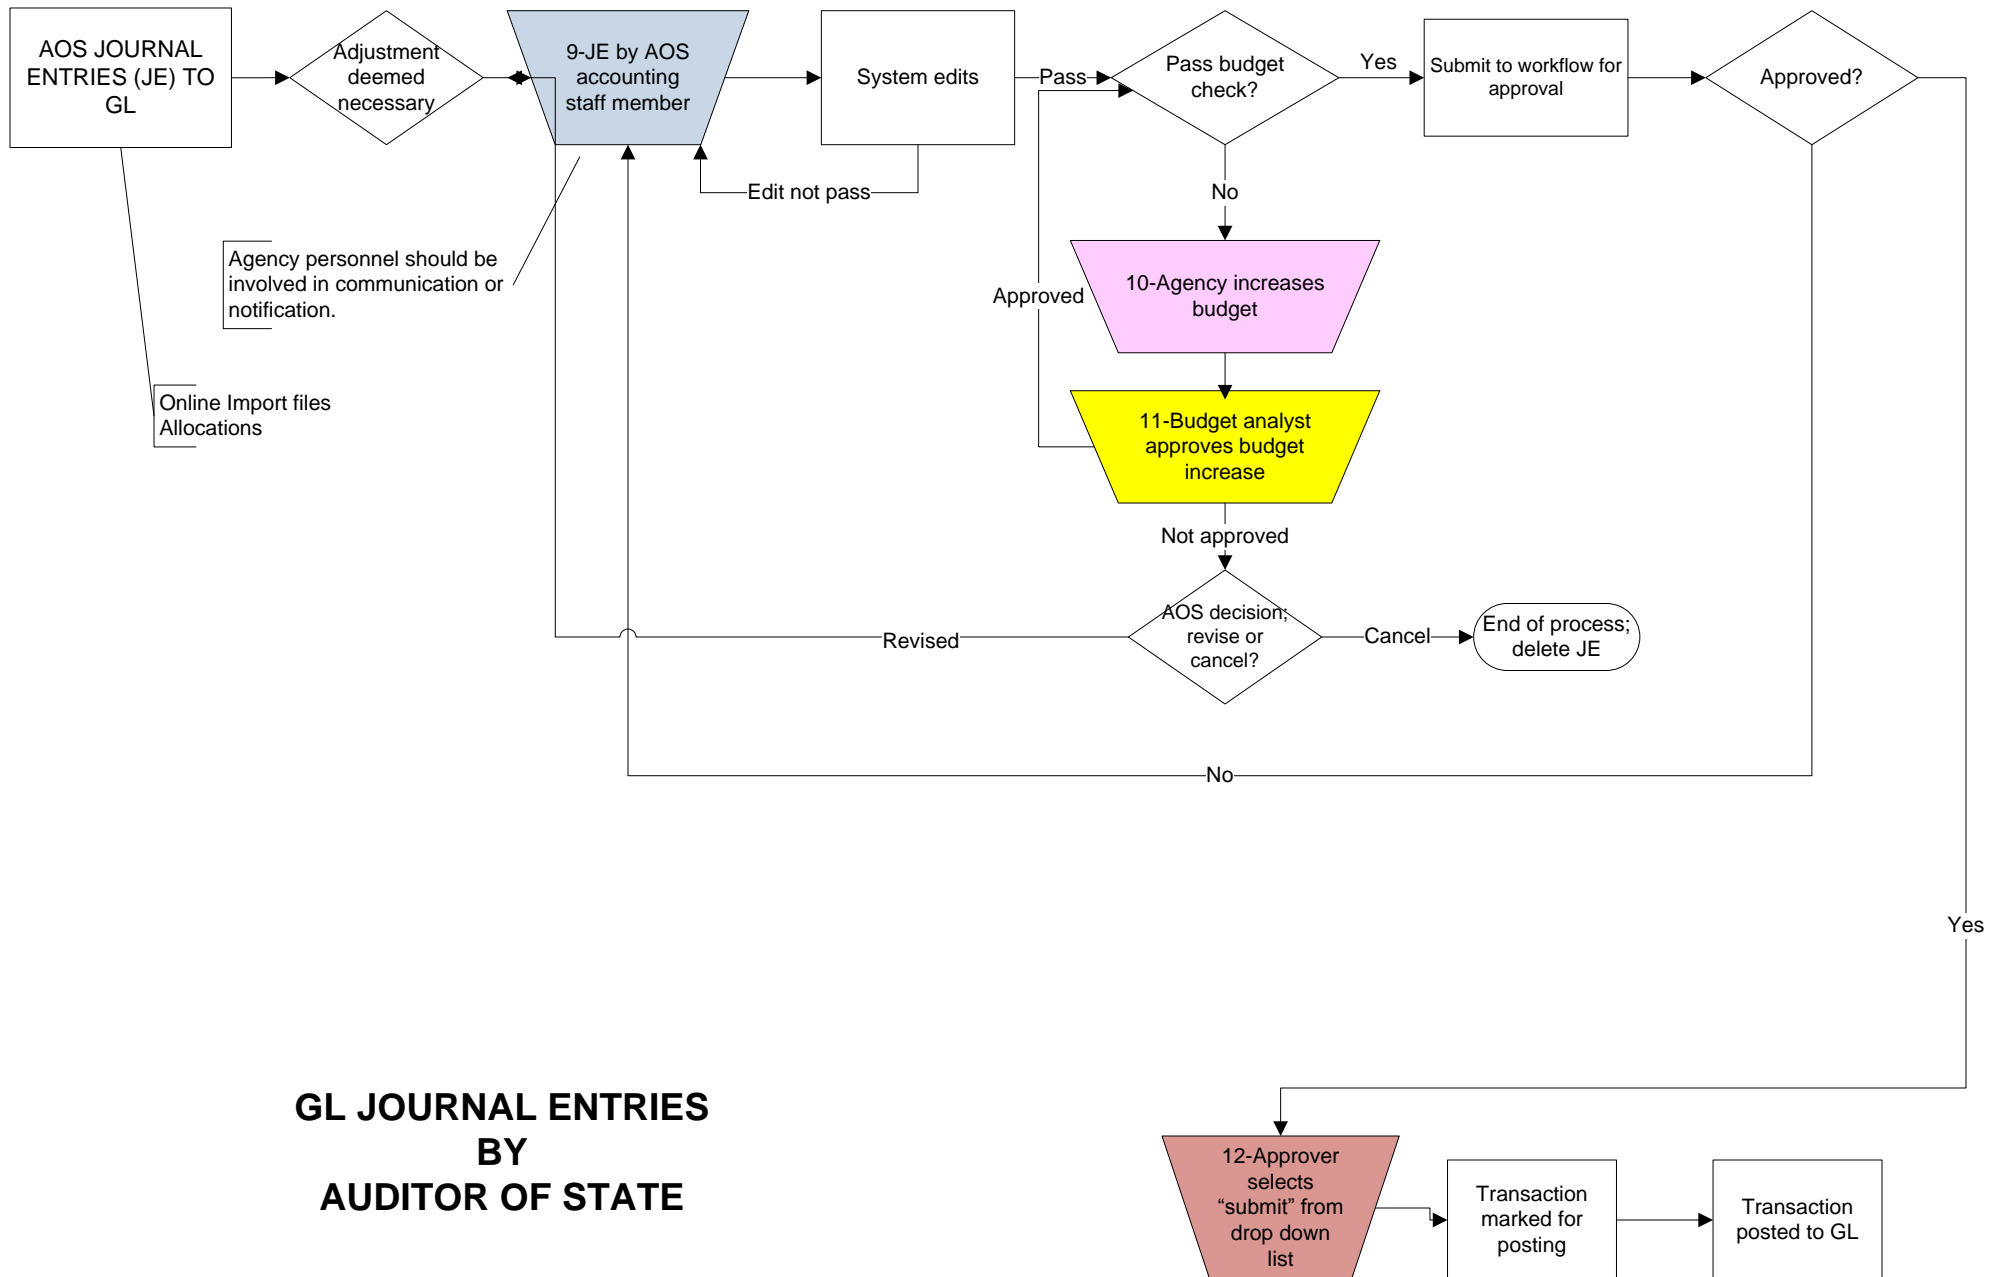 AOS JOURNAL
ENTRIES (JE) TO
GL
Adjustment
deemed
necessary
9-JE by AOS
accounting
staff member
System edits
Pass
Pass budget
check?
Yes
Submit to workflow for
approval
Approved?
Edit not pass
No
Agency personnel should be
involved in communication or
notification.
10-Agency increases
budget
Approved
Online Import files
Allocations
11-Budget analyst
approves budget
increase
Not approved
AOS decision;
revise or
cancel?
Revised
Cancel
End of process;
delete JE
No
Yes
GL JOURNAL ENTRIES
BY
AUDITOR OF STATE
12-Approver
selects
“submit” from
drop down
list
Transaction
marked for
posting
Transaction
posted to GL